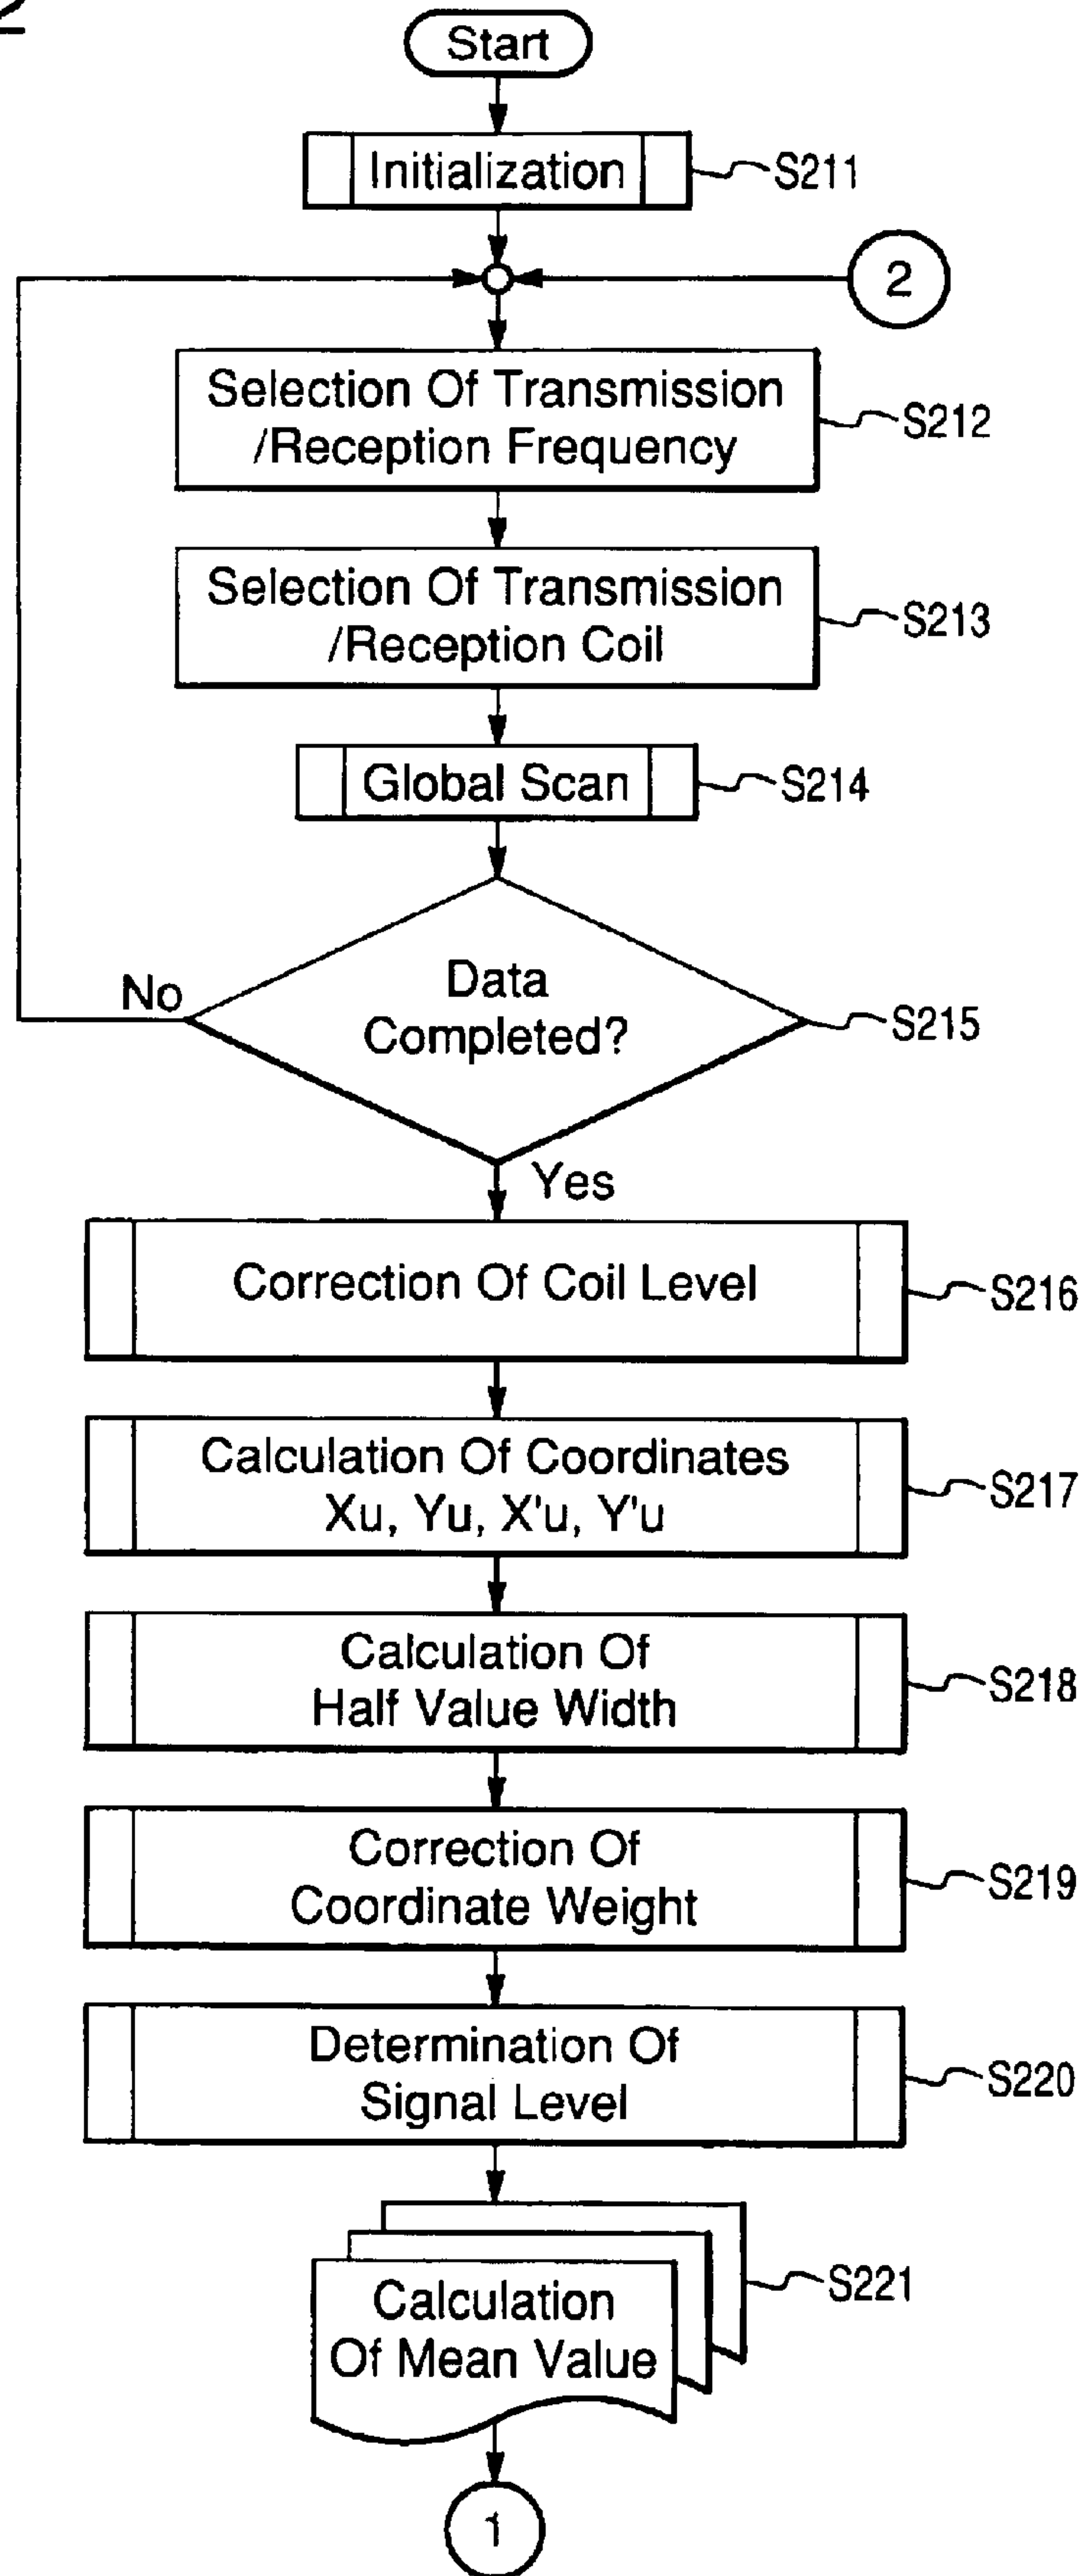 2
Start
Initialization
S211
2
Selection Of Transmission
/Reception Frequency
S212
Selection Of Transmission
/Reception Coil
S213
Global Scan
S214
Data
Completed?
No
S215
Yes
Correction Of Coil Level
S216
Calculation Of Coordinates
Xu, Yu, X'u, Y'u
S217
Calculation Of
Half Value Width
S218
Correction Of
Coordinate Weight
S219
Determination Of
Signal Level
S220
Calculation
Of Mean Value
S221
1